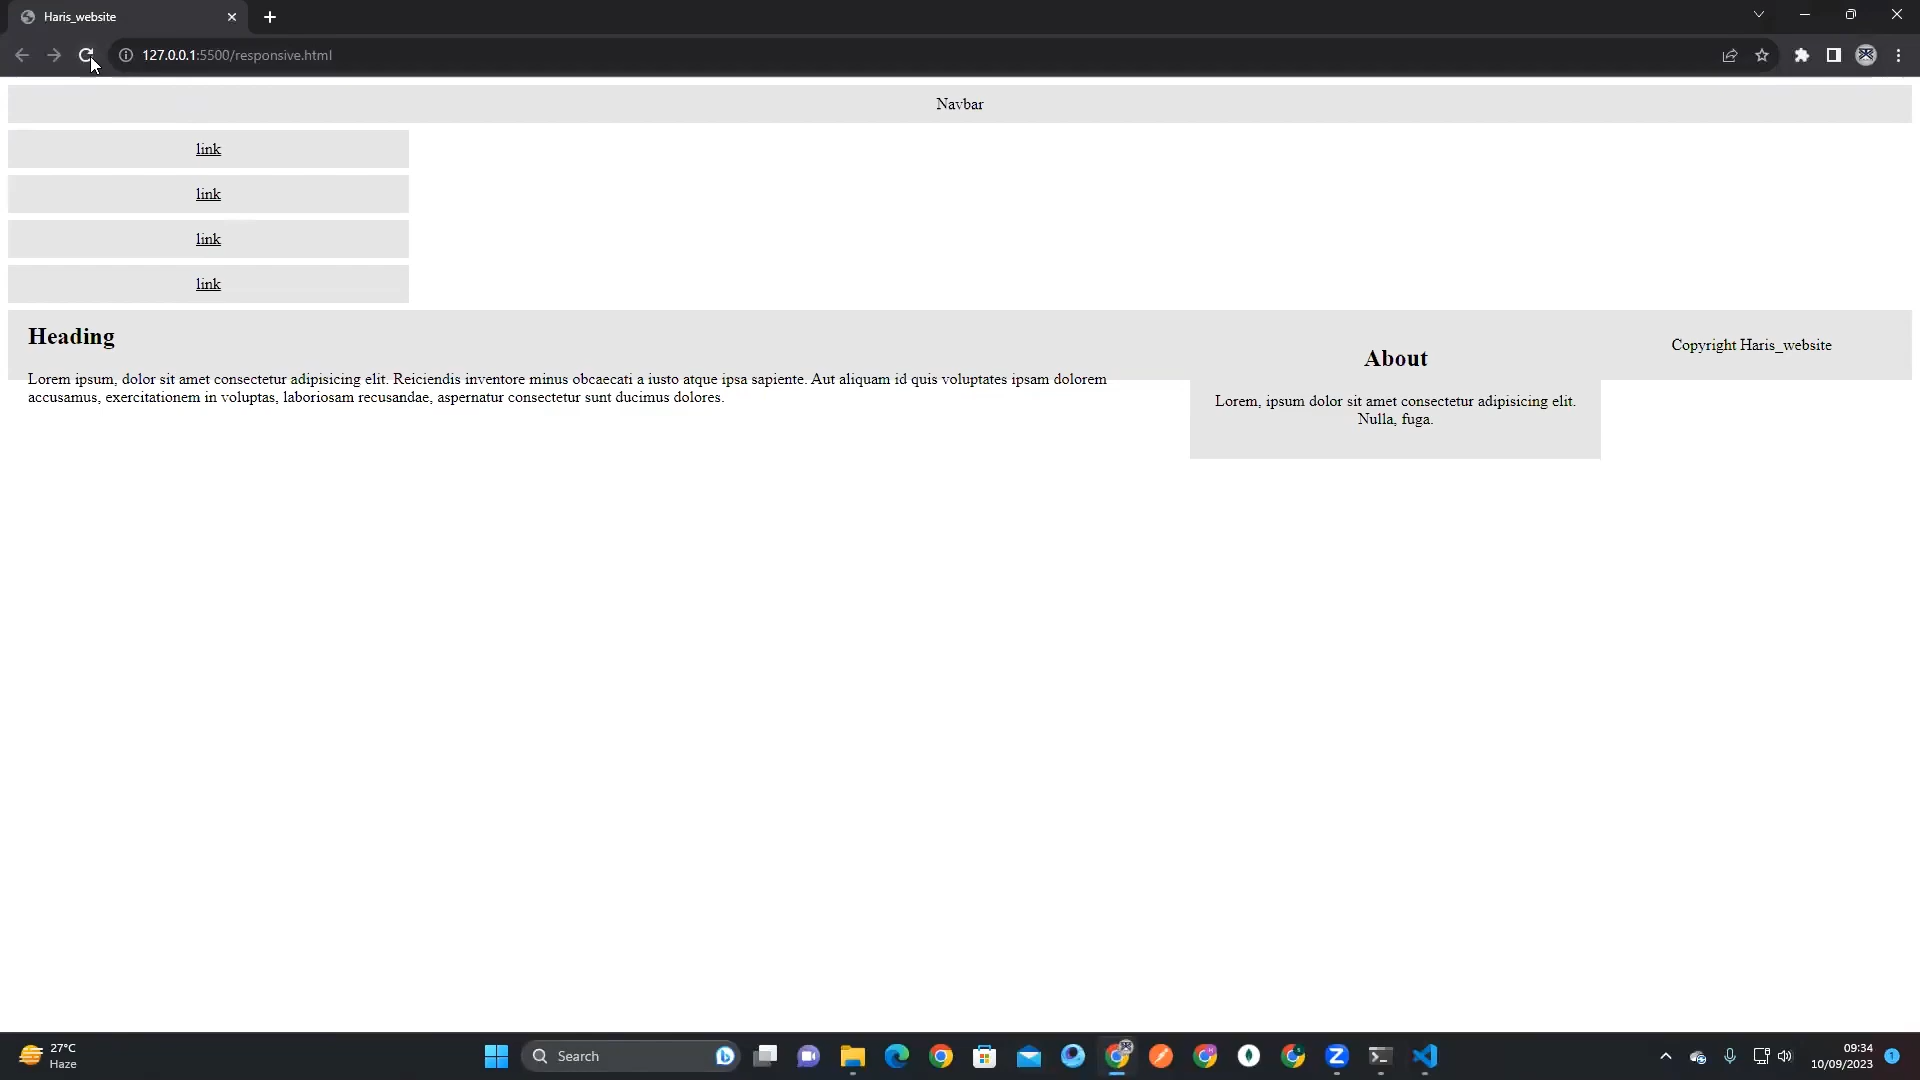 Haris_website
127.0.0.1:5500/responsive.html
Navbar
link
link
link
link
Heading
Lorem ipsum, dolor sit amet consectetur adipisicing elit. Reiciendis inventore minus obcaecati a iusto atque ipsa sapiente. Aut aliquam id quis voluptates ipsam dolorem
accusamus, exercitationem in voluptas, laboriosam recusandae, aspernatur consectetur sunt ducimus dolores.
About
Lorem, ipsum dolor sit amet consectetur adipisicing elit.
Nulla, fuga.
Copyright Haris_website
27°C
Haze
Search
09:34
10/09/2023
1